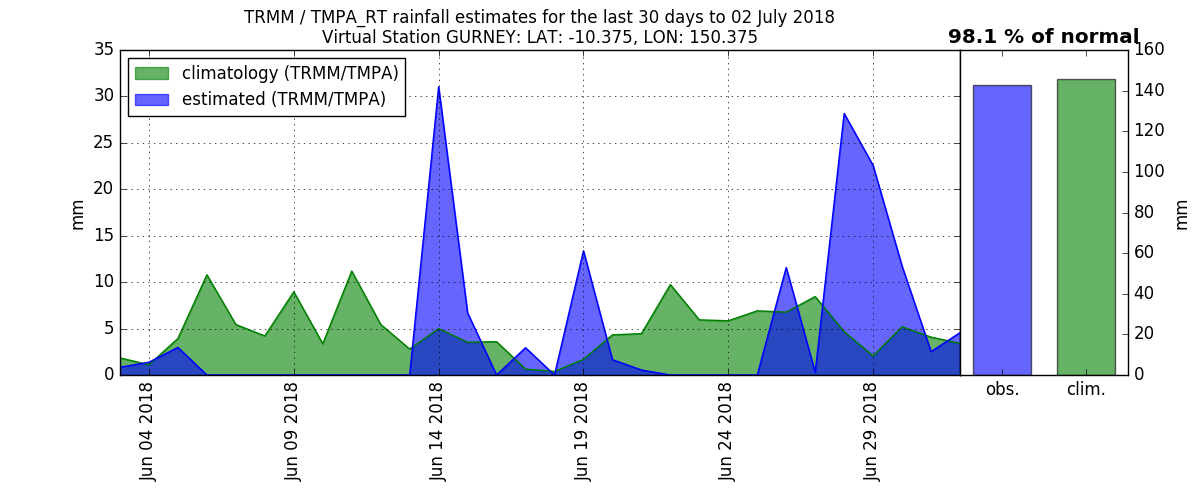 TRMM / TMPA_RT rainfall estimates for the last 30 days to 02 July 2018
Virtual Station GURNEY: LAT: -10.375, LON: 150.375
98.1 % of normal
climatology (TRMM/TMPA)
estimated (TRMM/TMPA)
35
30
25
20
15
10
5
0
mm
Jun 04 2018
Jun 09 2018
Jun 14 2018
Jun 19 2018
Jun 24 2018
Jun 29 2018
obs.
clim.
160
140
120
100
80
60
40
20
0
mm